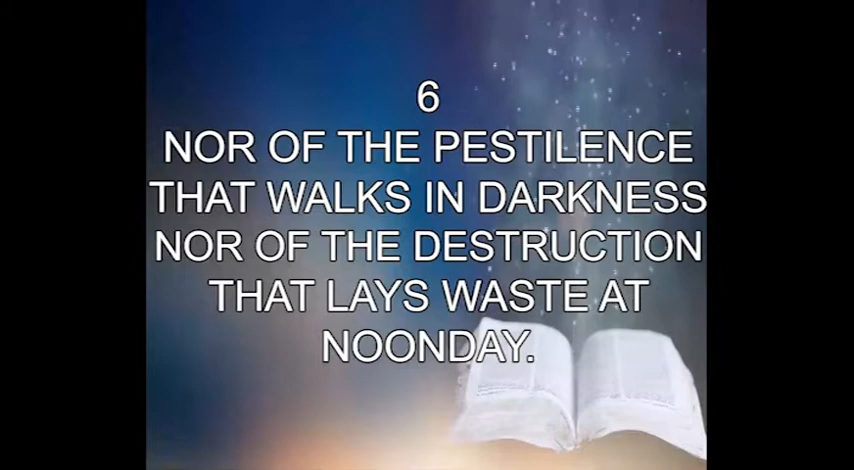 6
NOR OF THE PESTILENCE
THAT WALKS IN DARKNESS
NOR OF THE DESTRUCTION
THAT LAYS WASTE AT
NOONDAY.